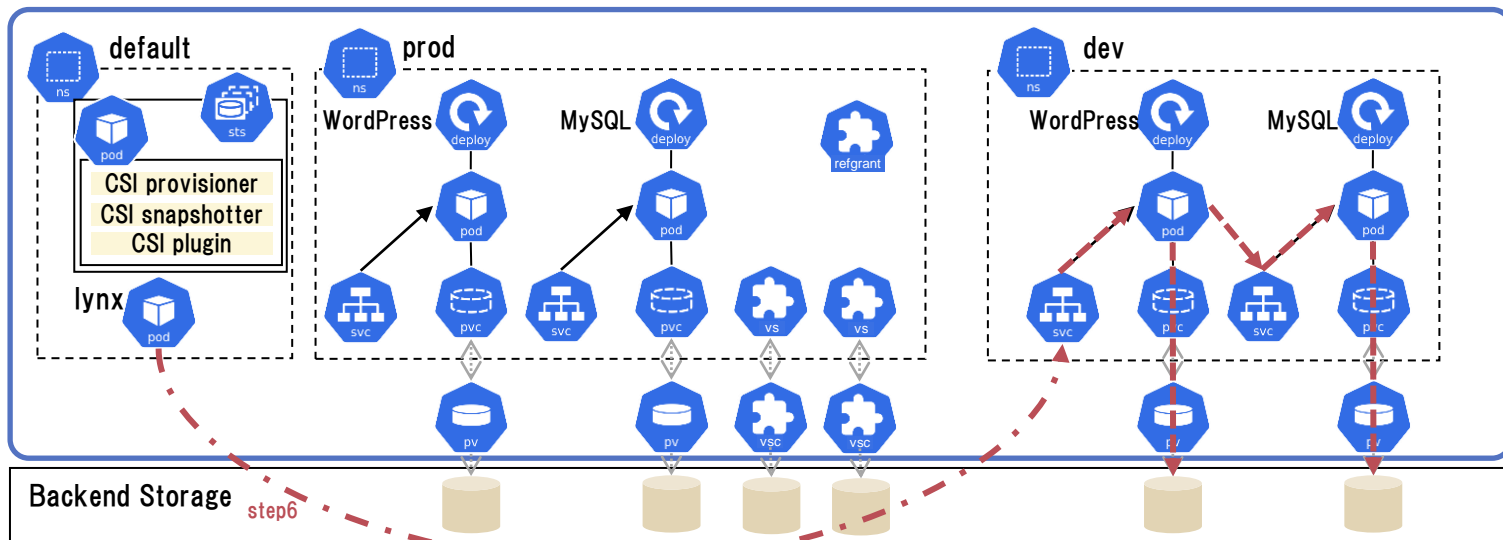 default
prod
dev
ns
ns
ns
sts
pod
CSI provisioner
CSI snapshotter
CSI plugin
lynx
pod
WordPress
deploy
MySQL
deploy
refgrant
pod
pod
svc
pvc
svc
pvc
vs
vs
pv
pv
vsc
vsc
WordPress
deploy
MySQL
deploy
pod
pod
svc
pvc
svc
pvc
pv
pv
Backend Storage
step6